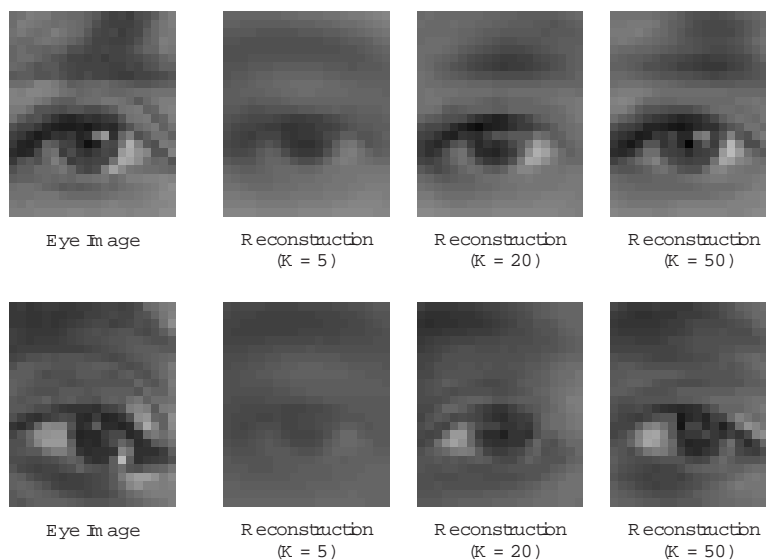 Eye Image
Reconstruction
(K = 5)
Reconstruction
(K = 20)
Reconstruction
(K = 50)
Eye Image
Reconstruction
(K = 5)
Reconstruction
(K = 20)
Reconstruction
(K = 50)